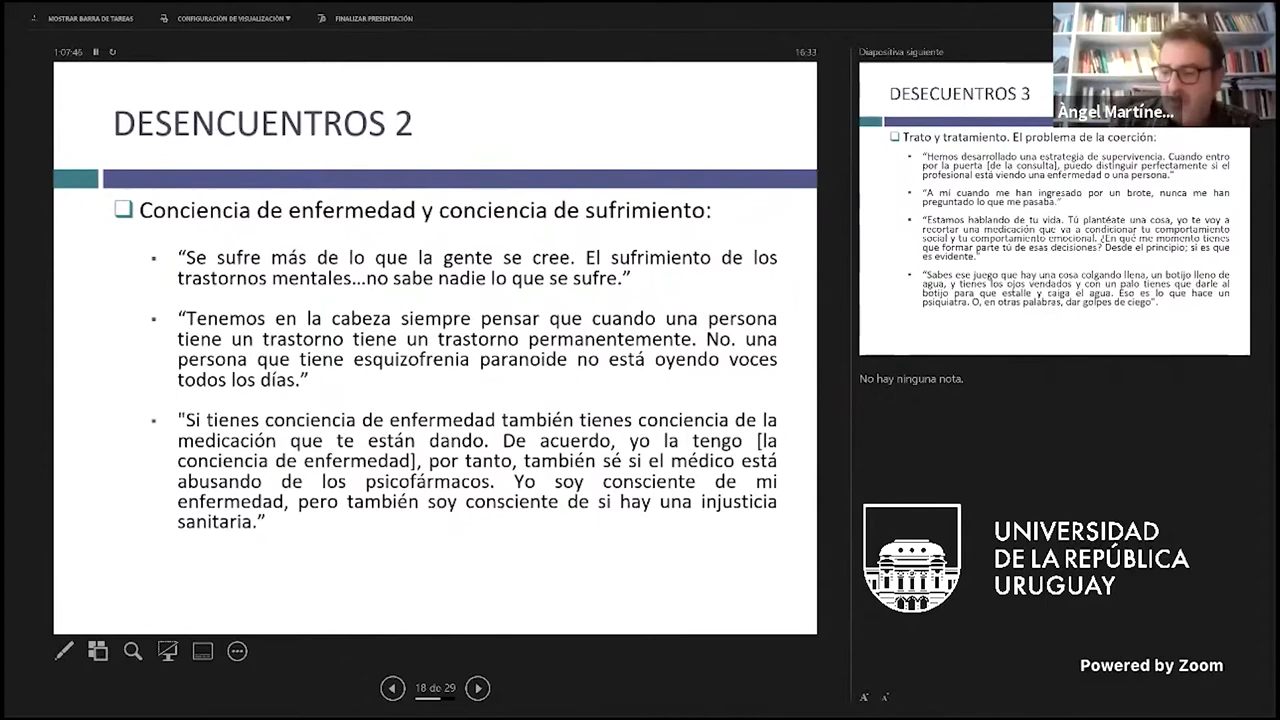 MOSTRAR BARRA DE TAREAS
CONFIGURACIÓN DE VISUALIZACIÓN ▼
FINALIZAR PRESENTACIÓN
1:07:46
16:33
DESENCUENTROS 2
Conciencia de enfermedad y conciencia de sufrimiento:
“Se sufre más de lo que la gente se cree. El sufrimiento de los
trastornos mentales...no sabe nadie lo que se sufre.”
“Tenemos en la cabeza siempre pensar que cuando una persona
tiene un trastorno tiene un trastorno permanentemente. No. una
persona que tiene esquizofrenia paranoide no está oyendo voces
todos los días.”
"Si tienes conciencia de enfermedad también tienes conciencia de la
medicación que te están dando. De acuerdo, yo la tengo [la
conciencia de enfermedad], por tanto, también sé si el médico está
abusando de los psicofármacos. Yo soy consciente de mi
enfermedad, pero también soy consciente de si hay una injusticia
sanitaria.”
18 de 29
Diapositiva siguiente
Àngel Martíne...
DESECUENTROS 3
Trato y tratamiento. El problema de la coerción:
“Hemos desarrollado una estrategia de supervivencia. Cuando entro
por la puerta [de la consulta], puedo distinguir perfectamente si el
profesional está viendo una enfermedad o una persona.”
“A mí cuando me han ingresado por un brote, nunca me han
preguntado lo que me pasaba.”
“Estamos hablando de tu vida. Tú plantéate una cosa, yo te voy a
recortar una medicación que va a condicionar tu comportamiento
social y tu comportamiento emocional. ¿En qué me momento tienes
que formar parte tú de esas decisiones? Desde el principio; si es que
es evidente.”
“Sabes ese juego que hay una cosa colgando llena, un botijo lleno de
agua, y tienes los ojos vendados y con un palo tienes que darle al
botijo para que estalle y caiga el agua. Eso es lo que hace un
psiquiatra. O, en otras palabras, dar golpes de ciego".
No hay ninguna nota.
UNIVERSIDAD
DE LA REPÚBLICA
URUGUAY
Powered by Zoom
A A